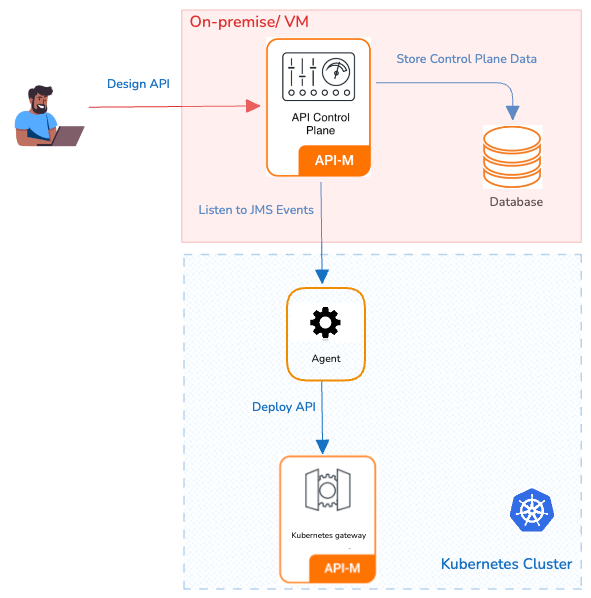 On-premise/ VM
Design API
Store Control Plane Data
API Control
Plane
API-M
Database
Listen to JMS Events
Agent
Deploy API
Kubernetes gateway
API-M
Kubernetes Cluster